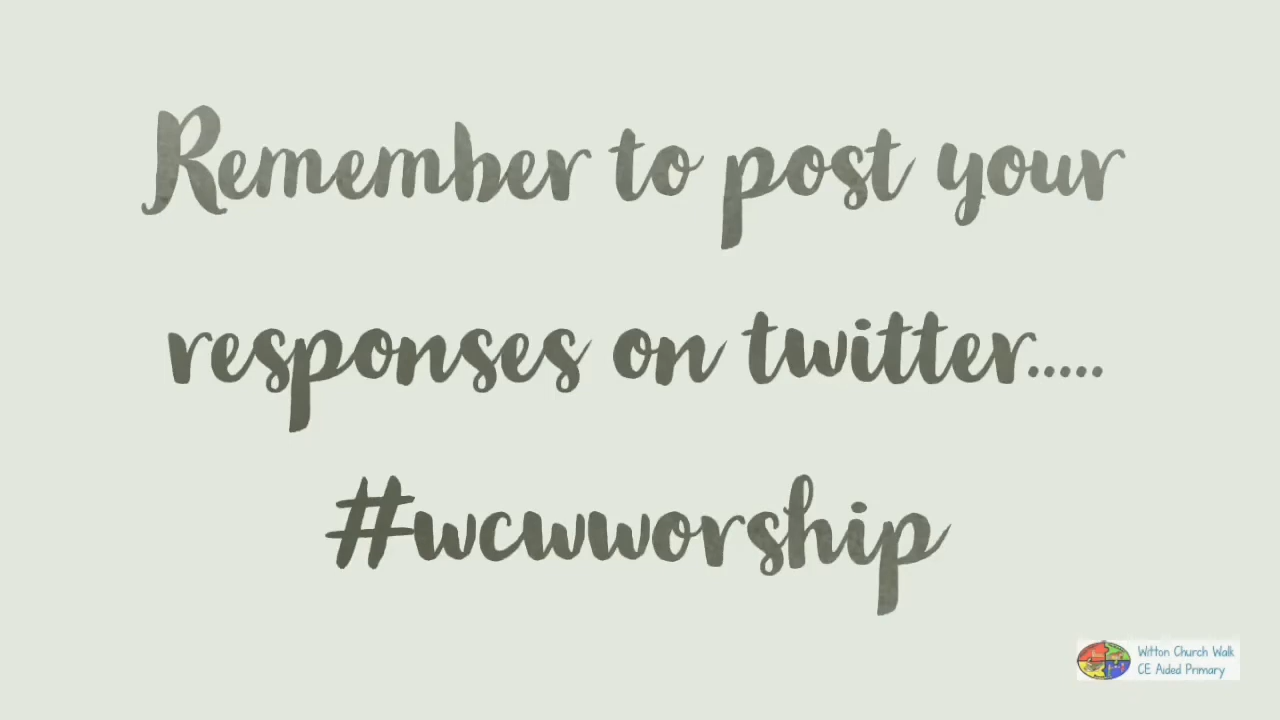 Remember to post your
responses on twitter.....
#wcwworship
Witton Church Walk
CE Aided Primary